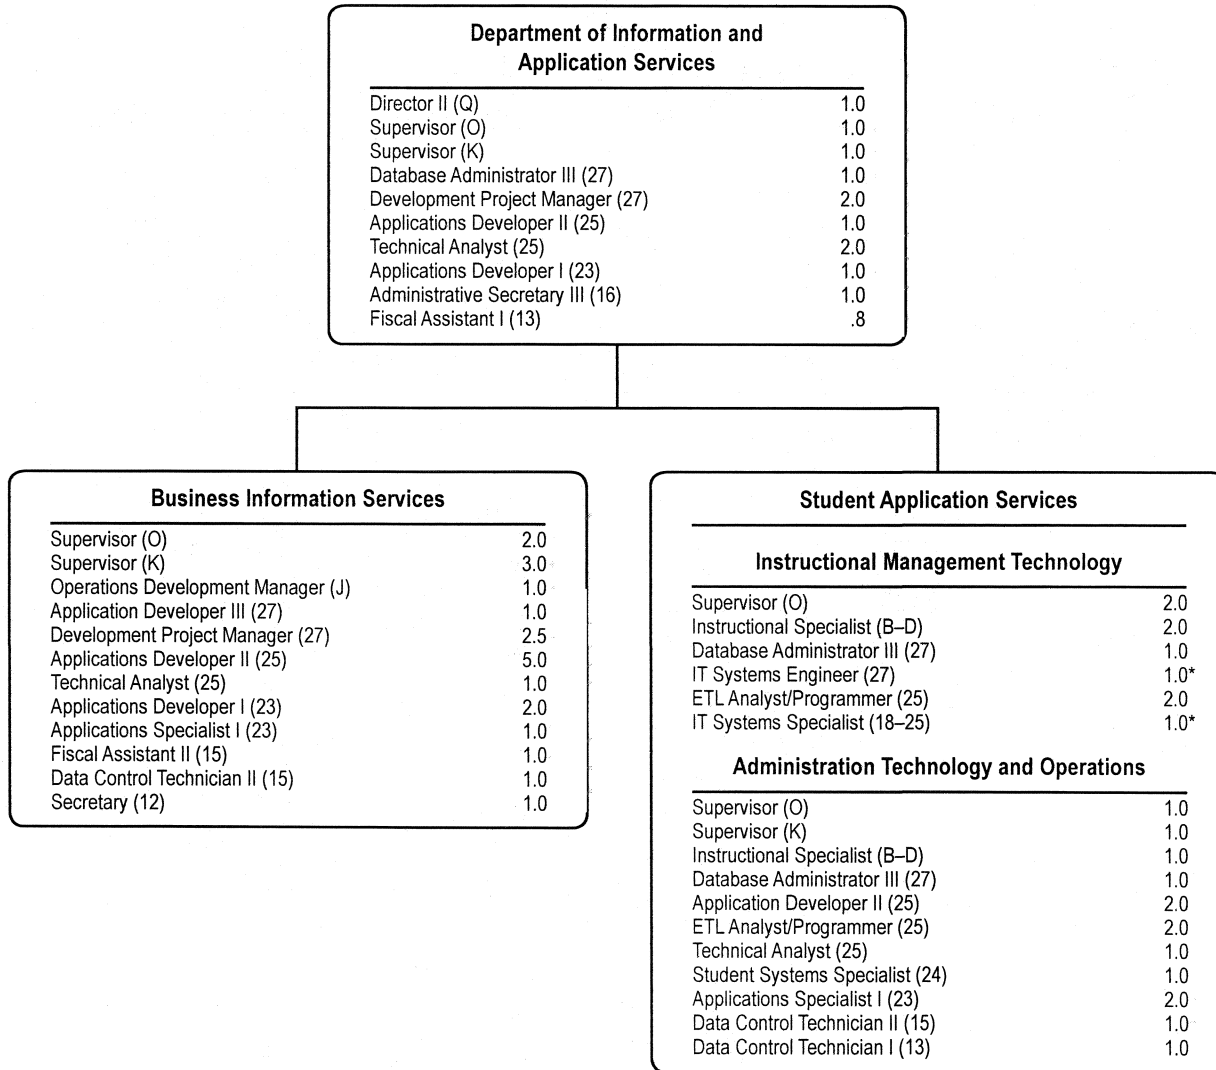 Department of Information and
Application Services
Director II (Q) 1.0
Supervisor (O) 1.0
Supervisor (K) 1.0
Database Administrator III (27) 1.0
Development Project Manager (27) 2.0
Applications Developer II (25) 1.0
Technical Analyst (25) 2.0
Applications Developer I (23) 1.0
Administrative Secretary III (16) 1.0
Fiscal Assistant I (13) .8
Business Information Services
Supervisor (O) 2.0
Supervisor (K) 3.0
Operations Development Manager (J) 1.0
Application Developer III (27) 1.0
Development Project Manager (27) 2.5
Applications Developer II (25) 5.0
Technical Analyst (25) 1.0
Applications Developer I (23) 2.0
Applications Specialist I (23) 1.0
Fiscal Assistant II (15) 1.0
Data Control Technician II (15) 1.0
Secretary (12) 1.0
Student Application Services
Instructional Management Technology
Supervisor (O) 2.0
Instructional Specialist (B–D) 2.0
Database Administrator III (27) 1.0
IT Systems Engineer (27) 1.0*
ETL Analyst/Programmer (25) 2.0
IT Systems Specialist (18–25) 1.0*
Administration Technology and Operations
Supervisor (O) 1.0
Supervisor (K) 1.0
Instructional Specialist (B–D) 1.0
Database Administrator III (27) 1.0
Application Developer II (25) 2.0
ETL Analyst/Programmer (25) 2.0
Technical Analyst (25) 1.0
Student Systems Specialist (24) 1.0
Applications Specialist I (23) 2.0
Data Control Technician II (15) 1.0
Data Control Technician I (13) 1.0